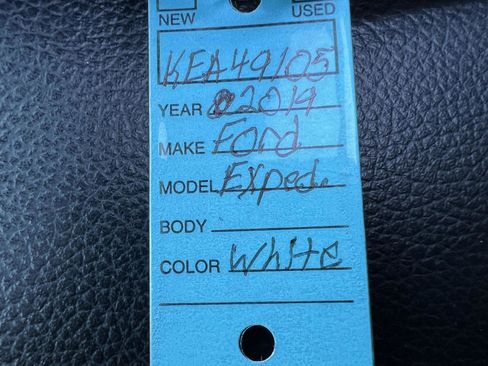 NEW USED
KEA49105
YEAR 2019
MAKE Ford
MODEL Exped.
BODY
COLOR White